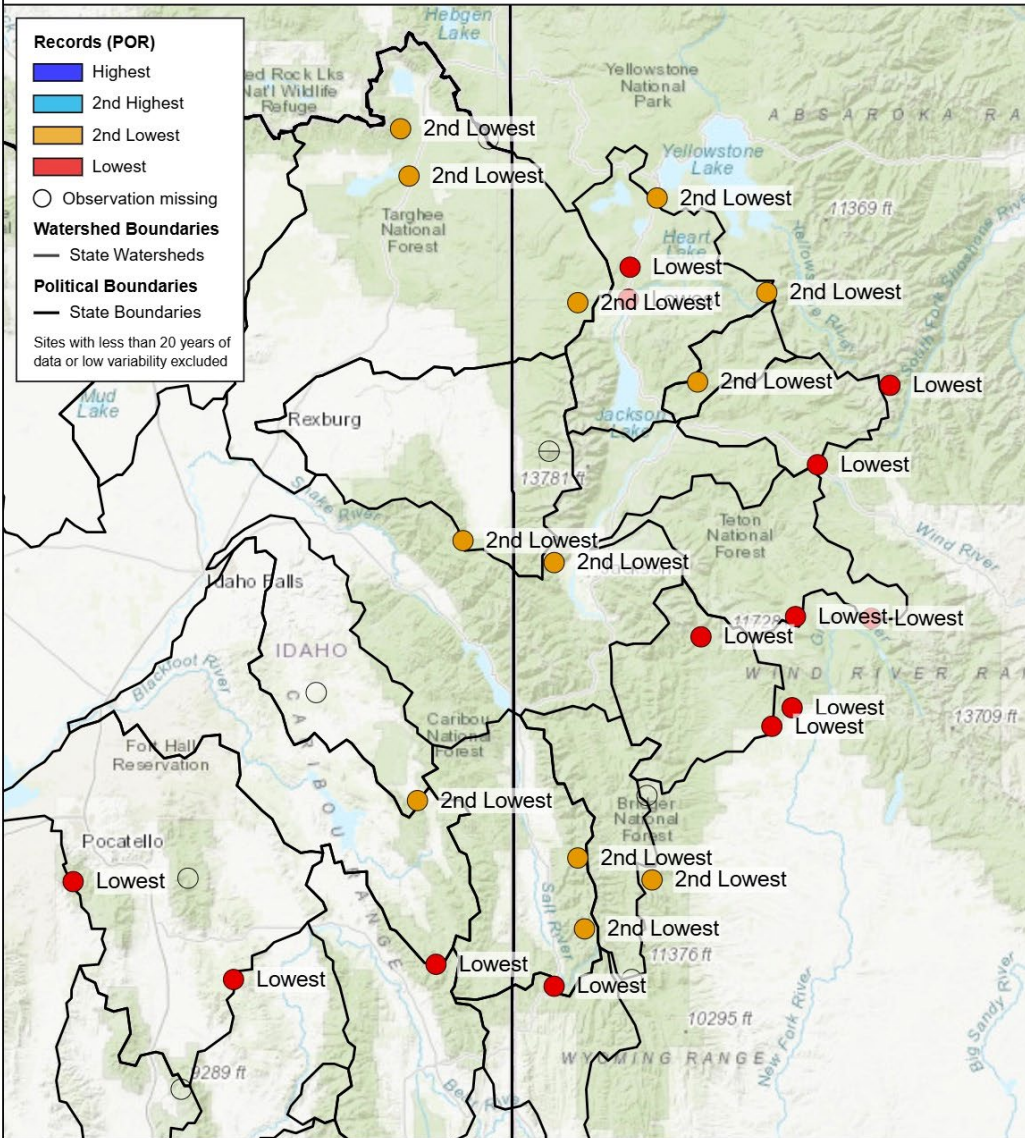 Records (POR)
Highest
2nd Highest
2nd Lowest
Lowest
Observation missing
Watershed Boundaries
State Watersheds
Political Boundaries
State Boundaries
Sites with less than 20 years of
data or low variability excluded
Hebgen
Lake
ed Rock Lks
Nat'l Wildlife
Refuge
Yellowstone
National
Park
ABSAROKA RA
2nd Lowest
Yellowstone
Lake
2nd Lowest
2nd Lowest
11369 ft
Targhee
National
Forest
Heart
Lake
Lowest
2nd Lowest
Lowest
2nd Lowest
South Fork Shoshone River
2nd Lowest
Lowest
Mud
Lake
Rexburg
Jackson
Lake
Lowest
13781 ft
Snake River
Teton
National
Forest
Wind River
2nd Lowest
2nd Lowest
Idaho Falls
Lowest
Lowest
Lowest
IDAHO
WIND RIVER RA
Blackfoot River
Lowest
Lowest
13709 ft
Caribou
National
Forest
Fort Hall
Reservation
CARIBOU RANGE
2nd Lowest
Bridger
National
Forest
Pocatello
2nd Lowest
Lowest
2nd Lowest
Salt River
2nd Lowest
11376 ft
Lowest
Lowest
Lowest
10295 ft
New Fork River
Big Sandy River
WYOMING RANGE
9289 ft